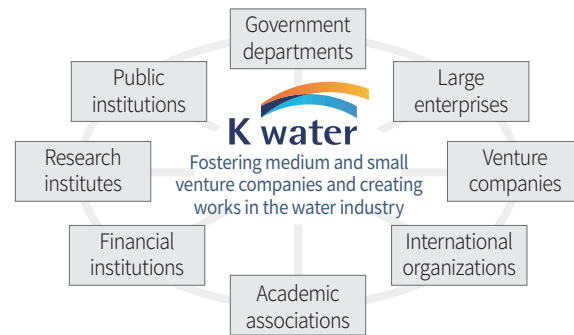 Government
departments
Public
institutions
Large
enterprises
K water
Research
institutes
Fostering medium and small
venture companies and creating
works in the water industry
Venture
companies
Financial
institutions
International
organizations
Academic
associations